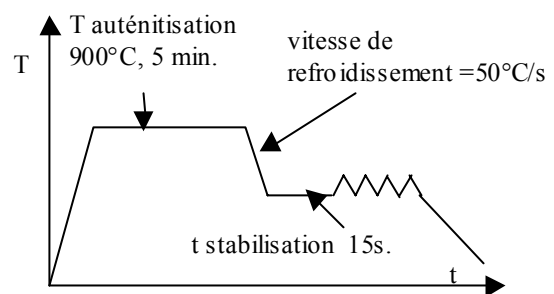 T auténitisation
900°C, 5 min.
vitesse de
refroidissement =50°C/s
T
t stabilisation 15s.
t